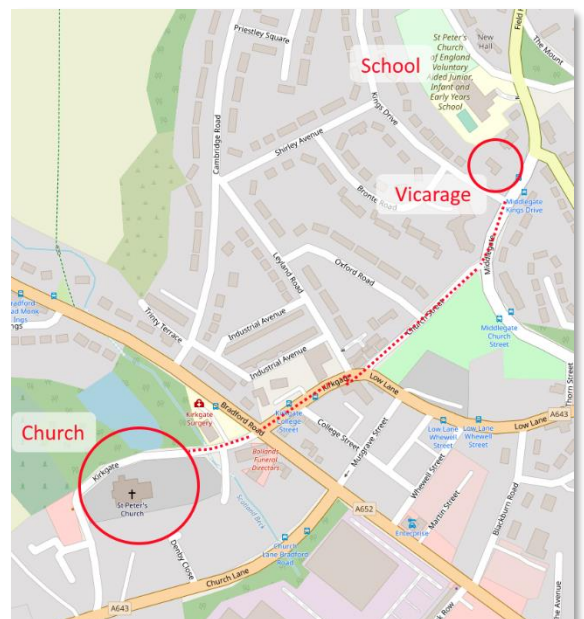 Priestley Square
St Peter's
Church
of England
Voluntary
Aided Junior,
Infant and
Early Years
School
New
Hall
Field H
The Mount
School
Kings Drive
Cambridge Road
Shirley Avenue
Bronte Road
Vicarage
Middlegate
Kings Drive
Middlegate
Oxford Road
Leyland Road
Church Street
Middlegate
Church
Street
Trinity Terrace
Industrial Avenue
Industrial Avenue
Thorn Street
Kirkgate
Low Lane
Kirkgate
Surgery
Bradford Road
Kirkgate
College
Street
College Street
Musgrave Street
Low Lane
Whewell
Street
Low Lane
Whewell
Street
Low Lane
A643
Church
Kirkgate
Bollands
Funeral
Directors
Whewell Street
Martin Street
Blackburn Road
St Peter's
Church
A652
Enterprise
Denby Close
Church
Lane Bradford
Road
Church Lane
A643
k Row
e Avenue